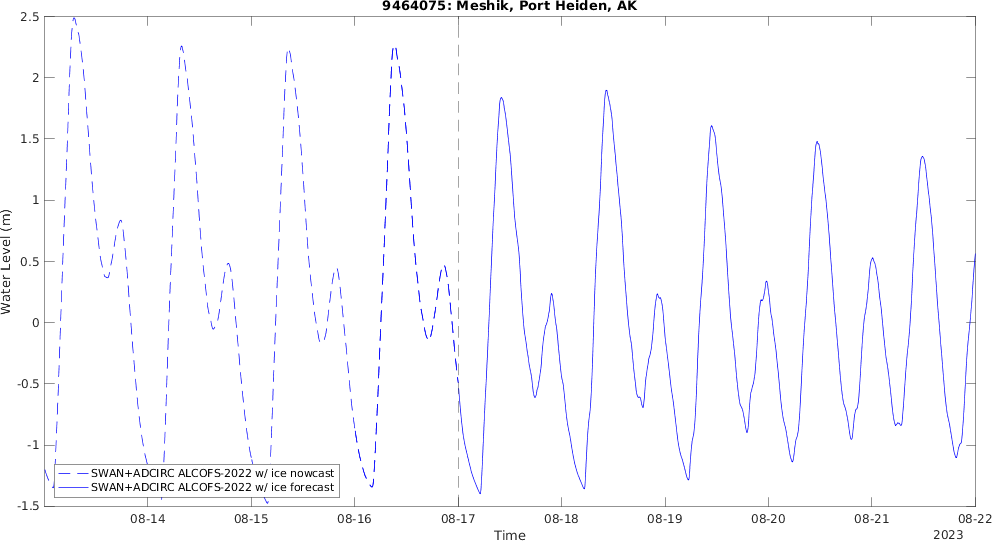 9464075: Meshik, Port Heiden, AK
Water Level (m)
2.5
2
1.5
1
0.5
0
-0.5
-1
-1.5
SWAN+ADCIRC ALCOFS-2022 w/ ice nowcast
SWAN+ADCIRC ALCOFS-2022 w/ ice forecast
08-14 08-15 08-16 08-17 08-18 08-19 08-20 08-21 08-22
Time
2023